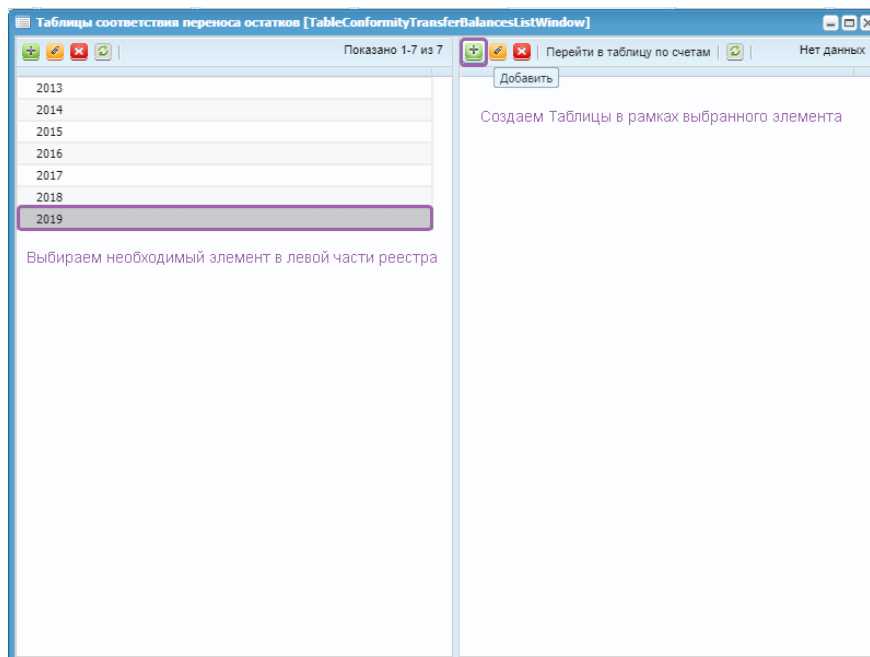 Таблицы соответствия переноса остатков [TableConformityTransferBalancesListWindow]
Показано 1-7 из 7
Перейти в таблицу по счетам
Нет данных
Добавить
2013
2014
2015
2016
2017
2018
2019
Создаем Таблицы в рамках выбранного элемента
Выбираем необходимый элемент в левой части реестра